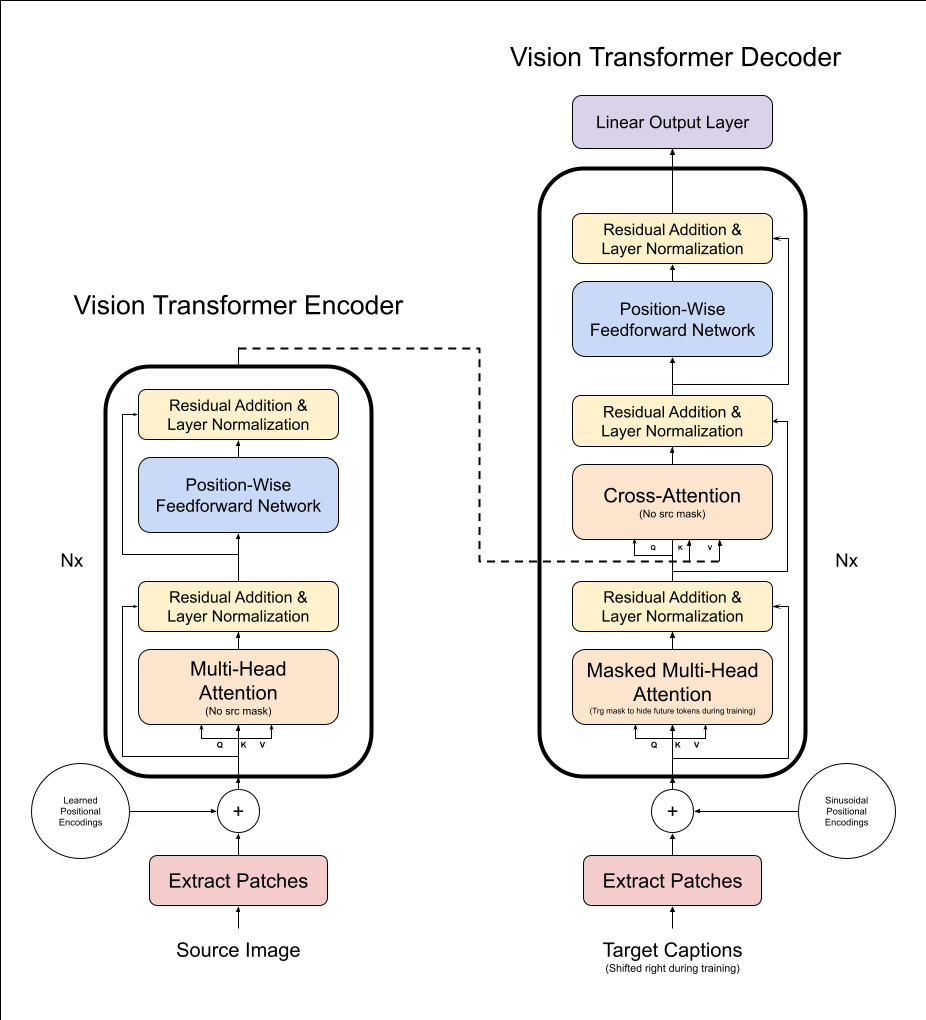 Vision Transformer Decoder
Linear Output Layer
Residual Addition &
Layer Normalization
Position-Wise
Feedforward Network
Residual Addition &
Layer Normalization
Cross-Attention
(No src mask)
Q K V
Residual Addition &
Layer Normalization
Masked Multi-Head
Attention
(Trg mask to hide future tokens during training)
Q K V
Nx
+
Sinusoidal
Positional
Encodings
Extract Patches
Target Captions
(Shifted right during training)
Vision Transformer Encoder
Residual Addition &
Layer Normalization
Position-Wise
Feedforward Network
Nx
Residual Addition &
Layer Normalization
Multi-Head
Attention
(No src mask)
Q K V
Learned
Positional
Encodings
+
Extract Patches
Source Image